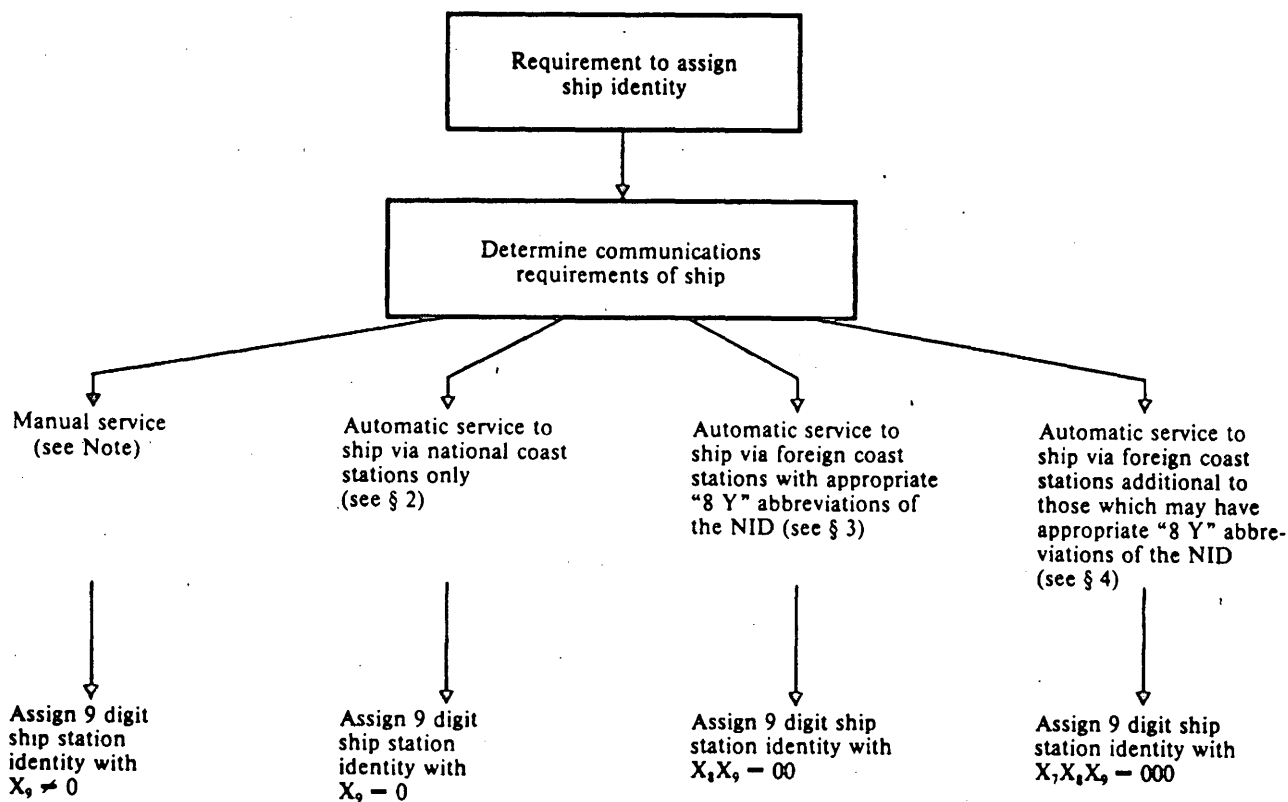 Requirement to assign
ship identity
Determine communications
requirements of ship
Manual service
(see Note)
Automatic service to
ship via national coast
stations only
(see § 2)
Automatic service to
ship via foreign coast
stations with appropriate
“8 Y” abbreviations of
the NID (see § 3)
Automatic service to
ship via foreign coast
stations additional to
those which may have
appropriate “8 Y” abbre-
viations of the NID
(see § 4)
Assign 9 digit
ship station
identity with
X₉ ≠ 0
Assign 9 digit
ship station
identity with
X₉ – 0
Assign 9 digit ship
station identity with
X₈X₉ – 00
Assign 9 digit ship
station identity with
X₇X₈X₉ – 000